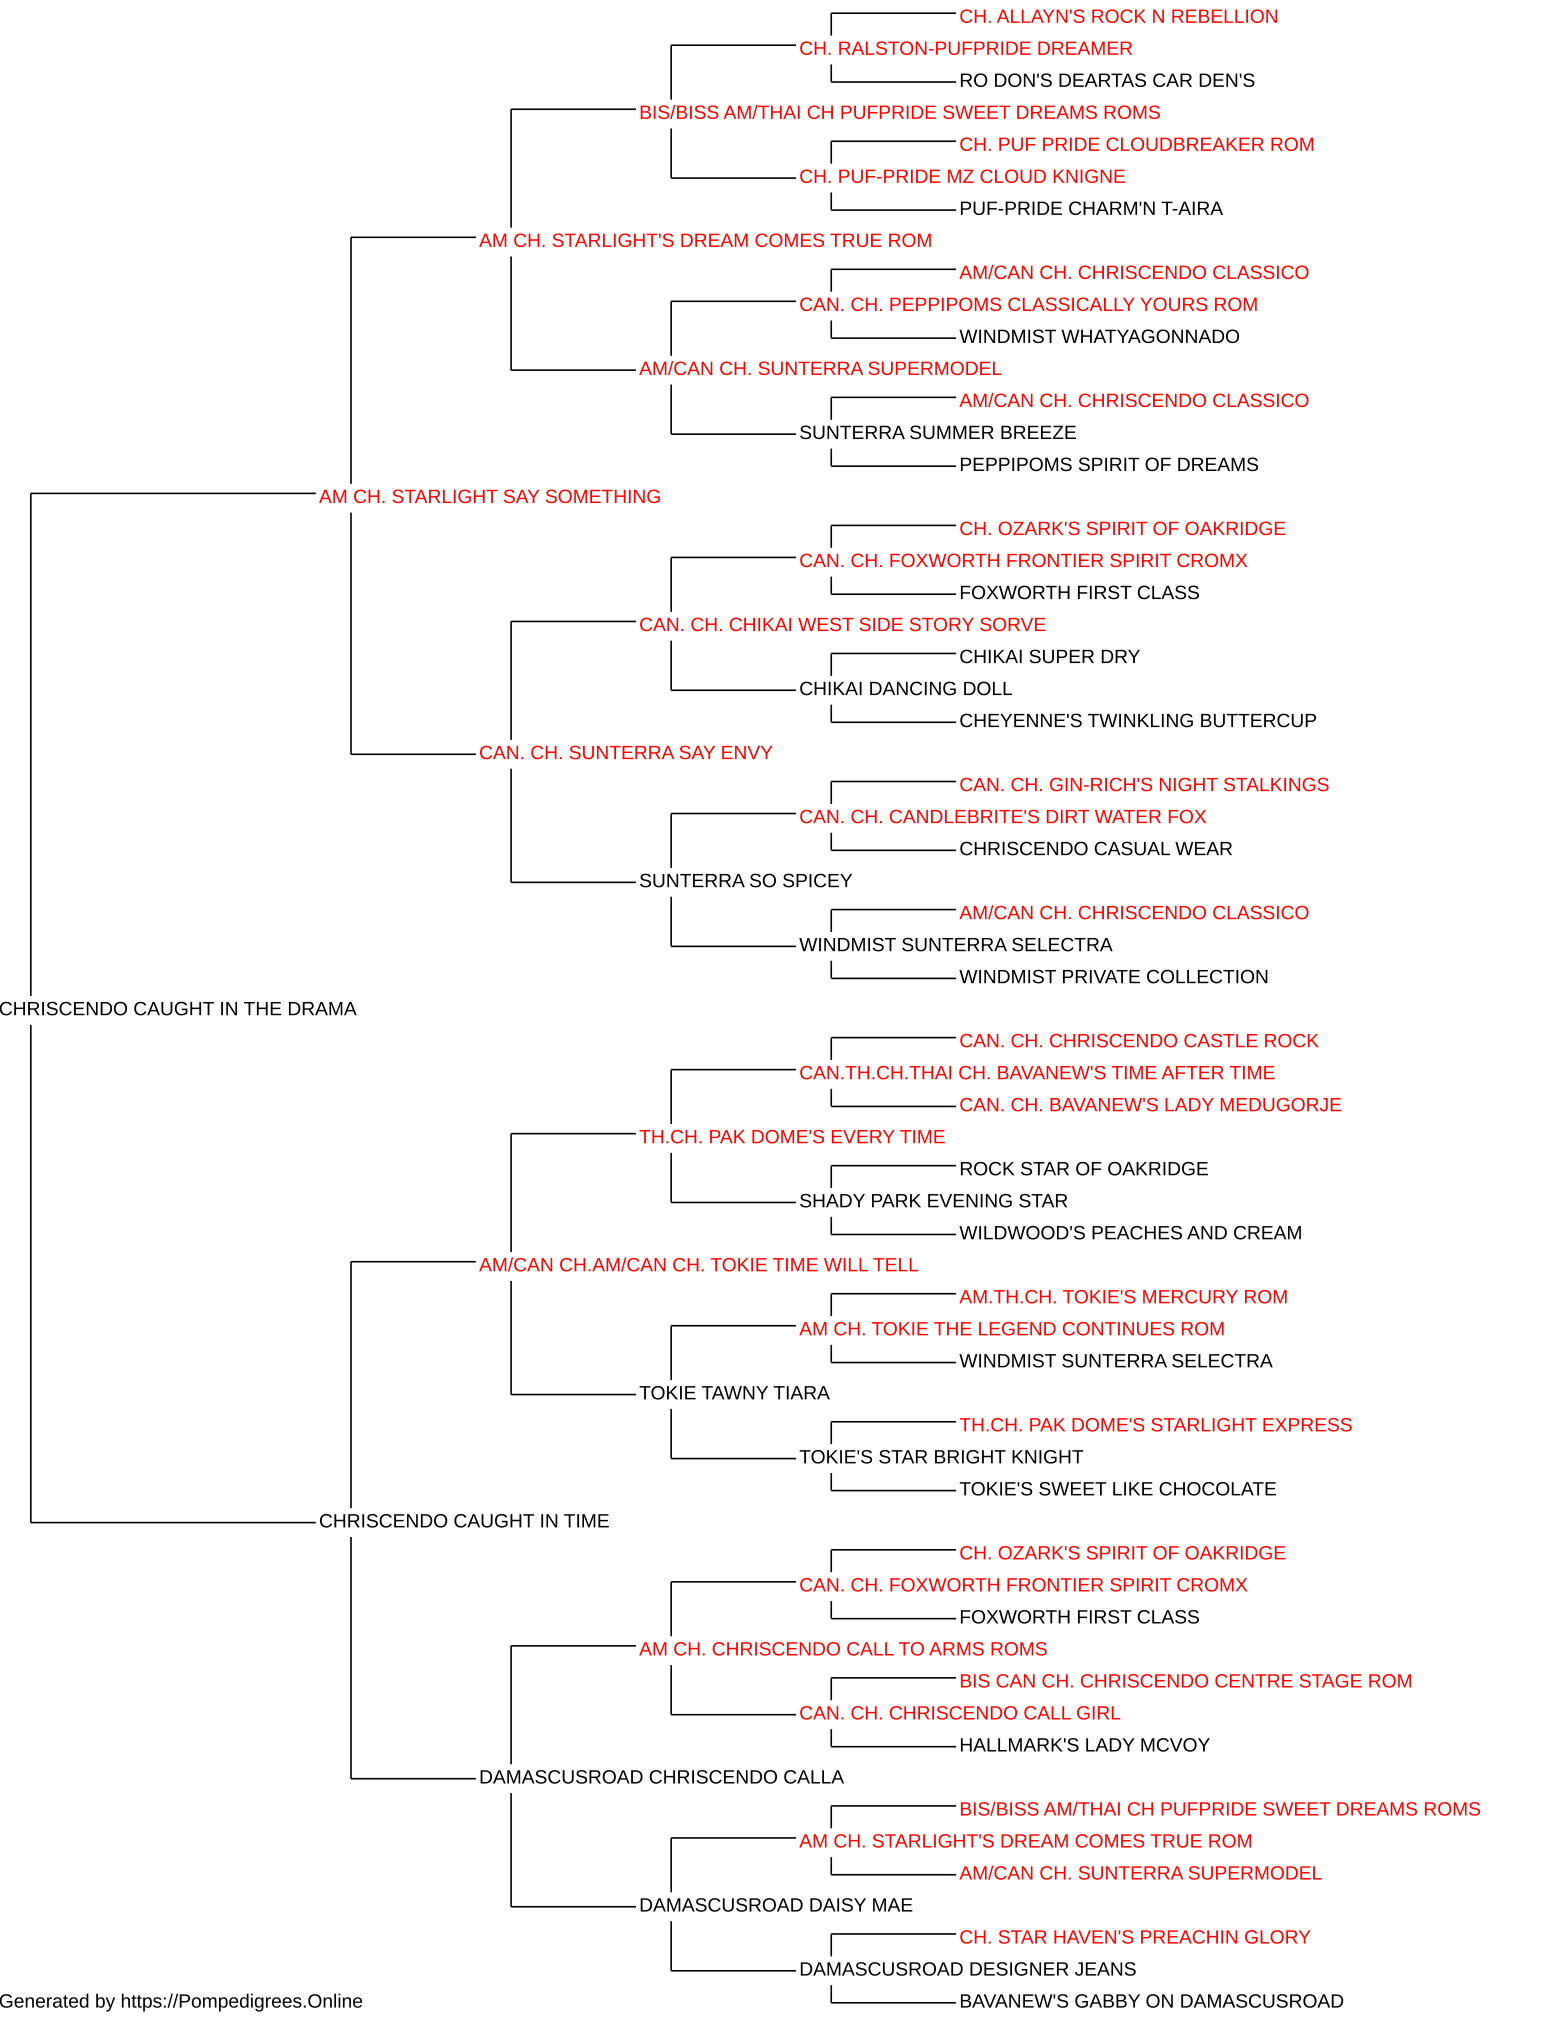 CH. ALLAYN'S ROCK N REBELLION
CH. RALSTON-PUFPRIDE DREAMER
RO DON'S DEARTAS CAR DEN'S
BIS/BISS AM/THAI CH PUFPRIDE SWEET DREAMS ROMS
CH. PUF PRIDE CLOUDBREAKER ROM
CH. PUF-PRIDE MZ CLOUD KNIGNE
PUF-PRIDE CHARM'N T-AIRA
AM CH. STARLIGHT'S DREAM COMES TRUE ROM
AM/CAN CH. CHRISCENDO CLASSICO
CAN. CH. PEPPIPOMS CLASSICALLY YOURS ROM
WINDMIST WHATYAGONNADO
AM/CAN CH. SUNTERRA SUPERMODEL
AM/CAN CH. CHRISCENDO CLASSICO
SUNTERRA SUMMER BREEZE
PEPPIPOMS SPIRIT OF DREAMS
AM CH. STARLIGHT SAY SOMETHING
CH. OZARK'S SPIRIT OF OAKRIDGE
CAN. CH. FOXWORTH FRONTIER SPIRIT CROMX
FOXWORTH FIRST CLASS
CAN. CH. CHIKAI WEST SIDE STORY SORVE
CHIKAI SUPER DRY
CHIKAI DANCING DOLL
CHEYENNE'S TWINKLING BUTTERCUP
CAN. CH. SUNTERRA SAY ENVY
CAN. CH. GIN-RICH'S NIGHT STALKINGS
CAN. CH. CANDLEBRITE'S DIRT WATER FOX
CHRISCENDO CASUAL WEAR
SUNTERRA SO SPICEY
AM/CAN CH. CHRISCENDO CLASSICO
WINDMIST SUNTERRA SELECTRA
WINDMIST PRIVATE COLLECTION
CHRISCENDO CAUGHT IN THE DRAMA
CAN. CH. CHRISCENDO CASTLE ROCK
CAN.TH.CH.THAI CH. BAVANEW'S TIME AFTER TIME
CAN. CH. BAVANEW'S LADY MEDUGORJE
TH.CH. PAK DOME'S EVERY TIME
ROCK STAR OF OAKRIDGE
SHADY PARK EVENING STAR
WILDWOOD'S PEACHES AND CREAM
AM/CAN CH.AM/CAN CH. TOKIE TIME WILL TELL
AM.TH.CH. TOKIE'S MERCURY ROM
AM CH. TOKIE THE LEGEND CONTINUES ROM
WINDMIST SUNTERRA SELECTRA
TOKIE TAWNY TIARA
TH.CH. PAK DOME'S STARLIGHT EXPRESS
TOKIE'S STAR BRIGHT KNIGHT
TOKIE'S SWEET LIKE CHOCOLATE
CHRISCENDO CAUGHT IN TIME
CH. OZARK'S SPIRIT OF OAKRIDGE
CAN. CH. FOXWORTH FRONTIER SPIRIT CROMX
FOXWORTH FIRST CLASS
AM CH. CHRISCENDO CALL TO ARMS ROMS
BIS CAN CH. CHRISCENDO CENTRE STAGE ROM
CAN. CH. CHRISCENDO CALL GIRL
HALLMARK'S LADY MCVOY
DAMASCUSROAD CHRISCENDO CALLA
BIS/BISS AM/THAI CH PUFPRIDE SWEET DREAMS ROMS
AM CH. STARLIGHT'S DREAM COMES TRUE ROM
AM/CAN CH. SUNTERRA SUPERMODEL
DAMASCUSROAD DAISY MAE
CH. STAR HAVEN'S PREACHIN GLORY
DAMASCUSROAD DESIGNER JEANS
BAVANEW'S GABBY ON DAMASCUSROAD
Generated by https://Pompedigrees.Online